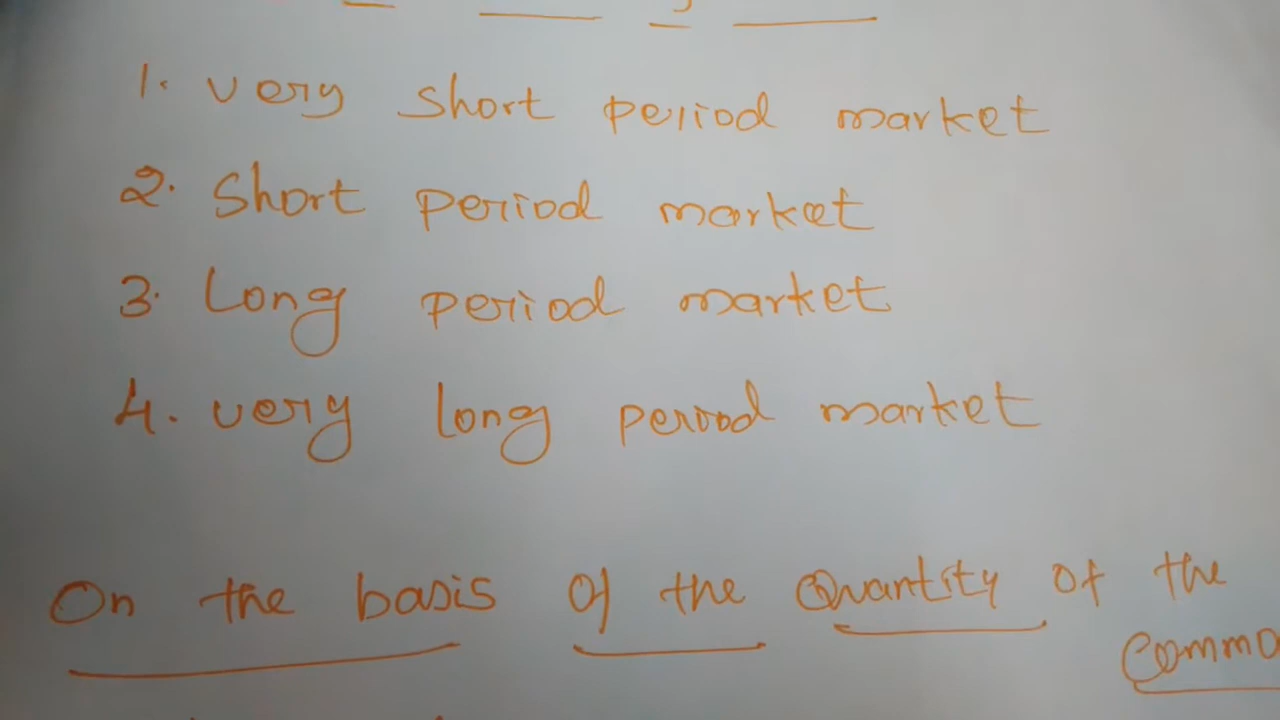 1. very short period market
2. Short period market
3. Long period market
4. very long period market
On the basis of the Quantity of the